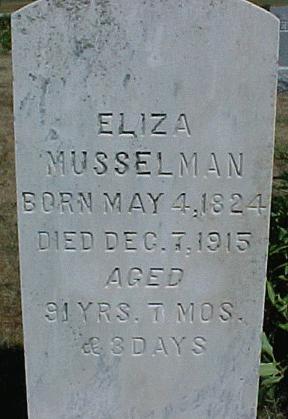 ELIZA
MUSSELMAN
BORN MAY 4, 1824
DIED DEC. 7, 1915
AGED
91 YRS. 7 MOS.
& 3 DAYS